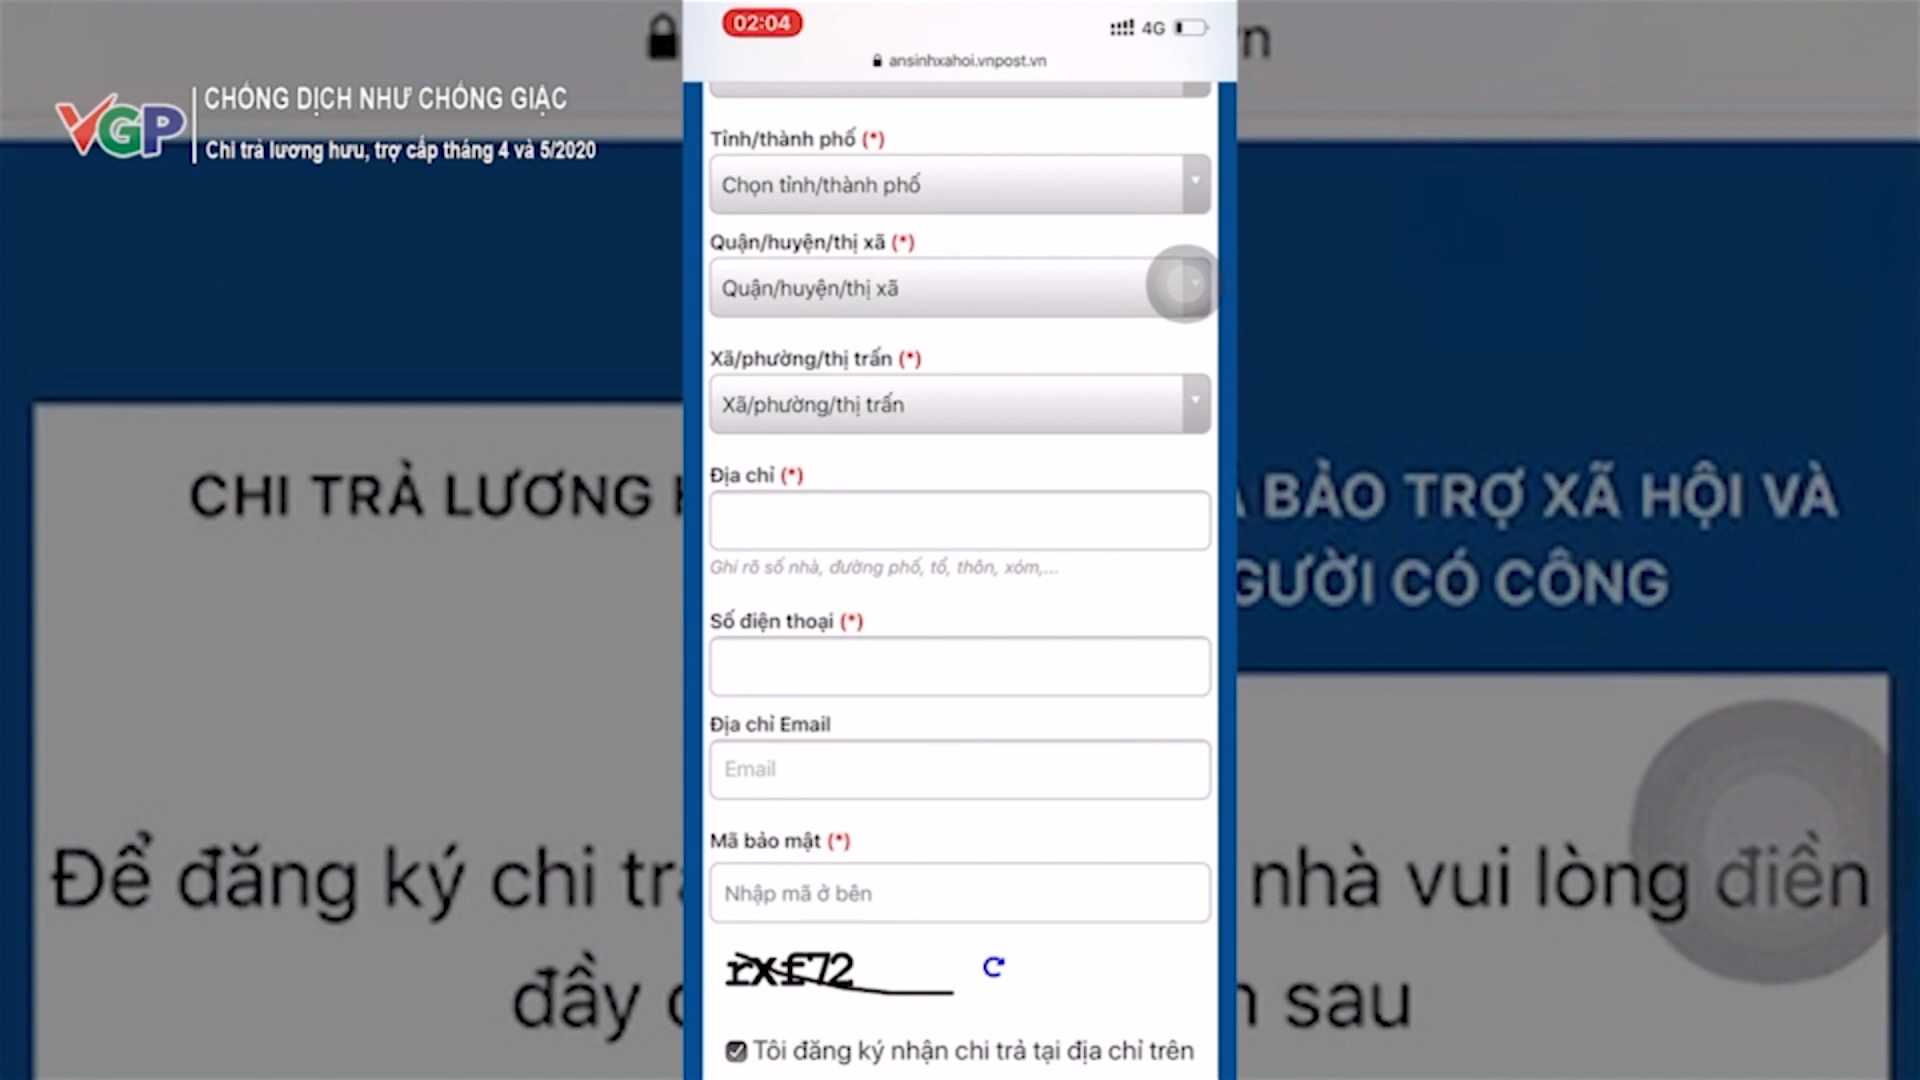 02:04
4G
ansinhxahoi.vnpost.vn
VGP
CHỐNG DỊCH NHƯ CHỐNG GIẶC
Chi trả lương hưu, trợ cấp tháng 4 và 5/2020
Tỉnh/thành phố (*)
Chọn tỉnh/thành phố
Quận/huyện/thị xã (*)
Quận/huyện/thị xã
Xã/phường/thị trấn (*)
Xã/phường/thị trấn
Địa chỉ (*)
Ghi rõ số nhà, đường phố, tổ, thôn, xóm,...
Số điện thoại (*)
Địa chỉ Email
Email
Mã bảo mật (*)
Nhập mã ở bên
rXf72
Tôi đăng ký nhận chi trả tại địa chỉ trên
CHI TRẢ LƯƠNG
BẢO TRỢ XÃ HỘI VÀ
GƯỜI CÓ CÔNG
Để đăng ký chi nhà vui lòng điền
đầy sau